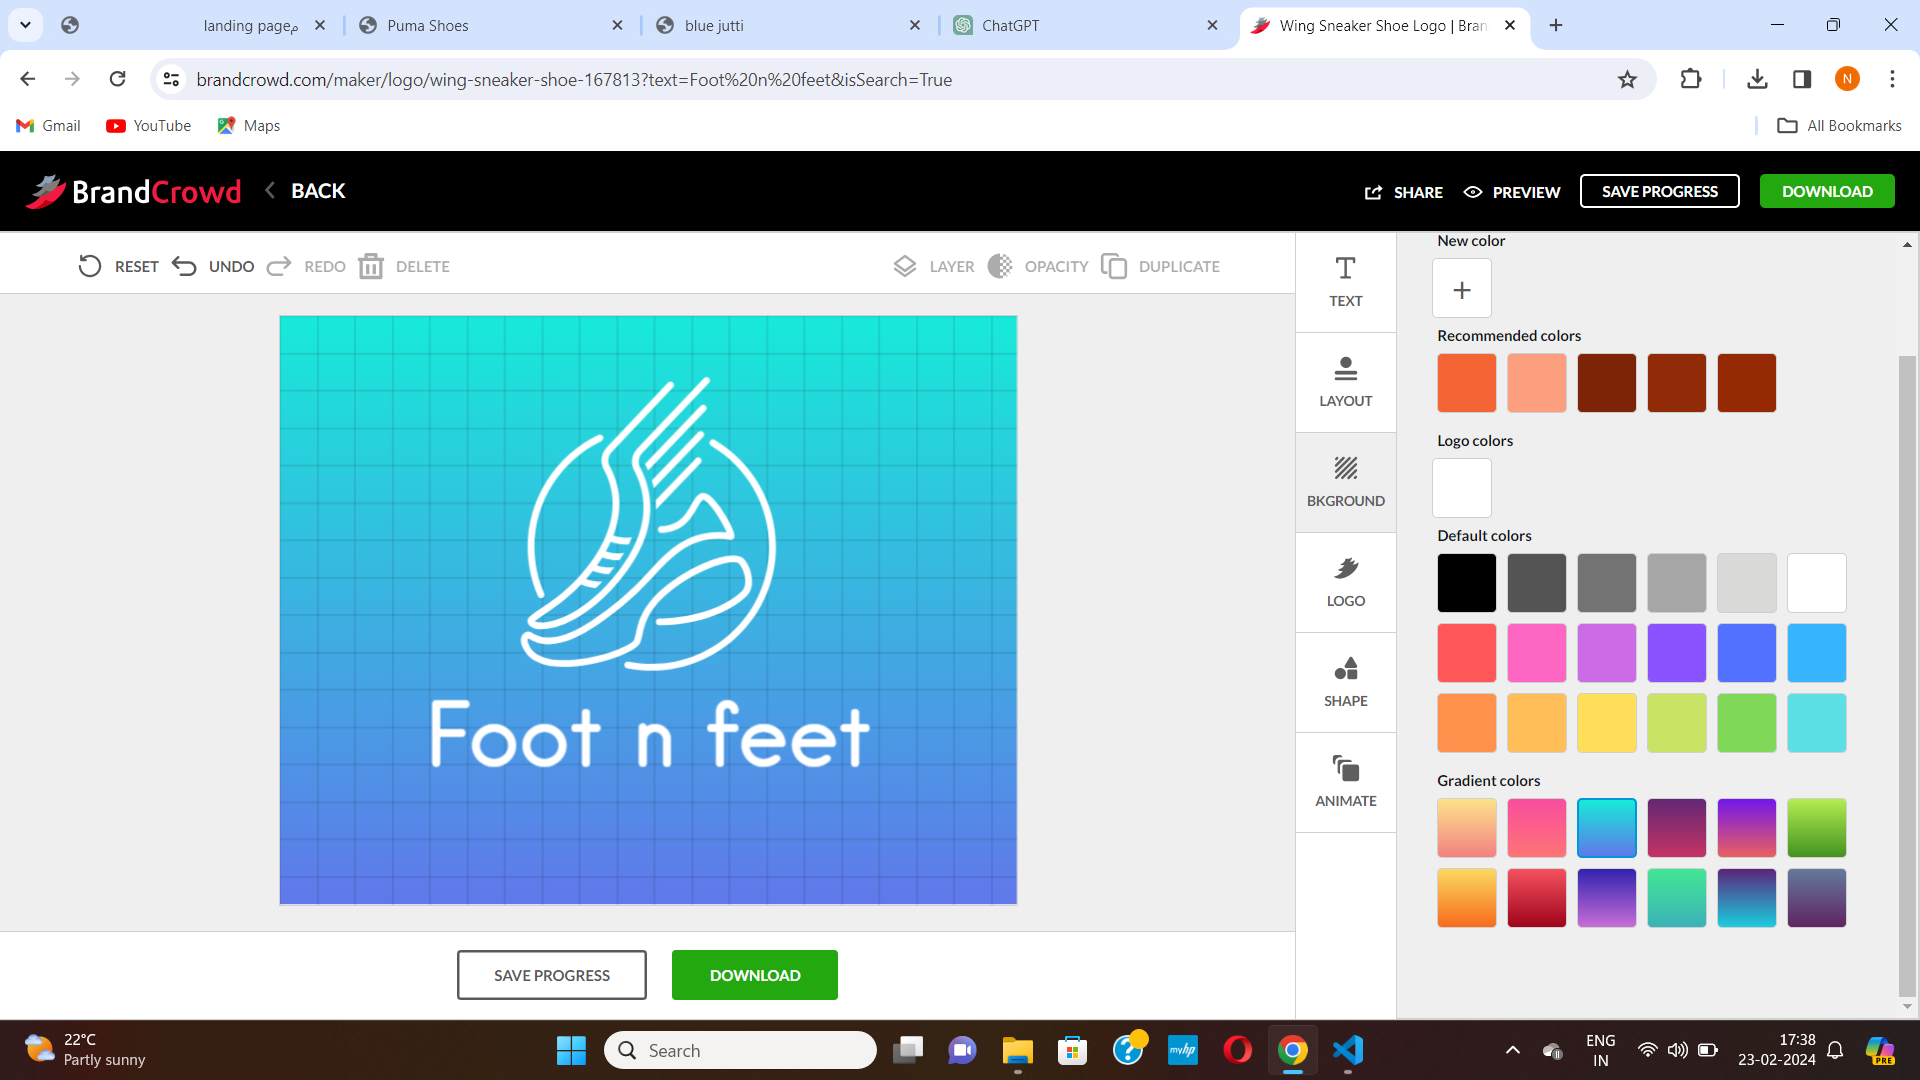 landing page
Puma Shoes
blue jutti
ChatGPT
Wing Sneaker Shoe Logo | Bran
brandcrowd.com/maker/logo/wing-sneaker-shoe-167813?text=Foot%20n%20feet&isSearch=True
N
Gmail
YouTube
Maps
All Bookmarks
BrandCrowd
BACK
SHARE
PREVIEW
SAVE PROGRESS
DOWNLOAD
RESET
UNDO
REDO
DELETE
LAYER
OPACITY
DUPLICATE
TEXT
LAYOUT
BKGROUND
LOGO
SHAPE
ANIMATE
New color
Recommended colors
Logo colors
Default colors
Gradient colors
Foot n feet
SAVE PROGRESS
DOWNLOAD
22°C
Partly sunny
Search
myhp
ENG
IN
17:38
23-02-2024
PRE